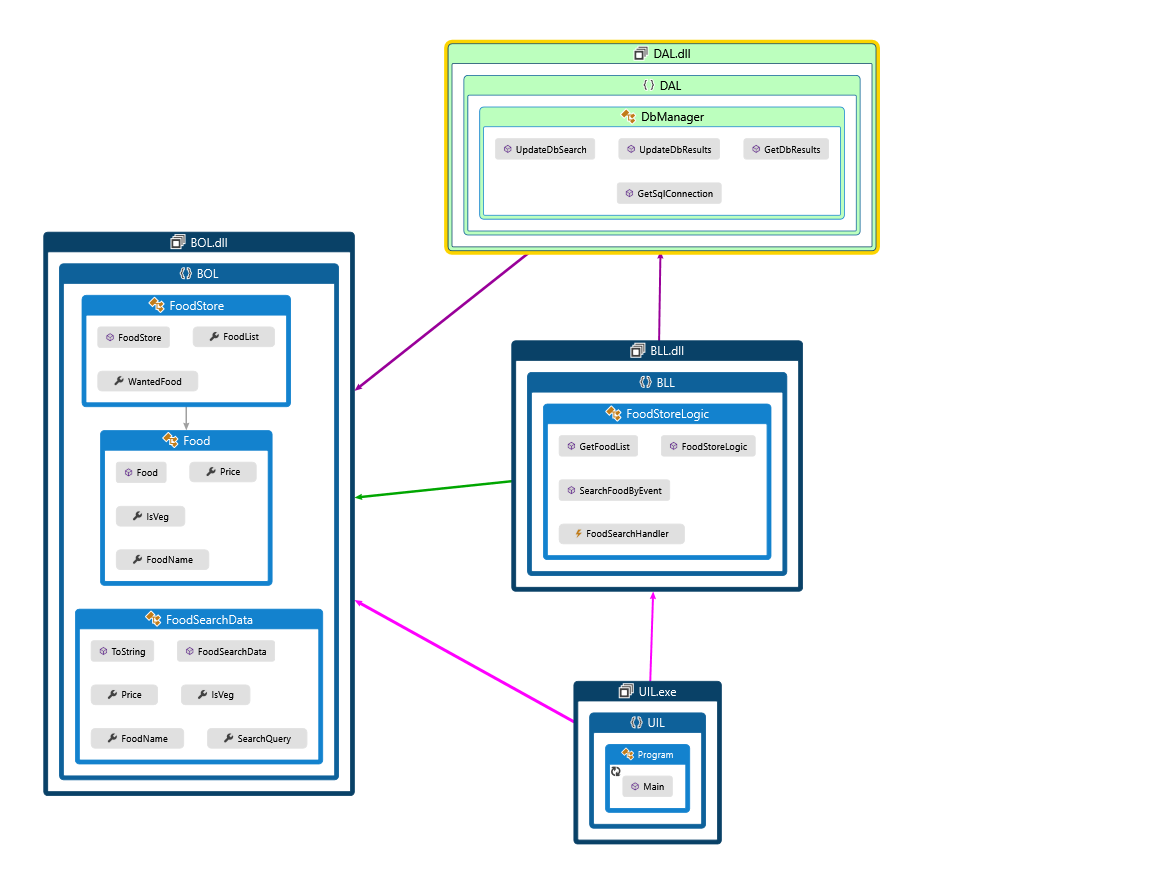 DAL.dll
DAL
DbManager
UpdateDbSearch UpdateDbResults GetDbResults
GetSqlConnection
BOL.dll
BOL
FoodStore
FoodStore FoodList
WantedFood
Food
Food Price
IsVeg
FoodName
FoodSearchData
ToString FoodSearchData
Price IsVeg
FoodName SearchQuery
BLL.dll
BLL
FoodStoreLogic
GetFoodList FoodStoreLogic
SearchFoodByEvent
FoodSearchHandler
UIL.exe
UIL
Program
Main